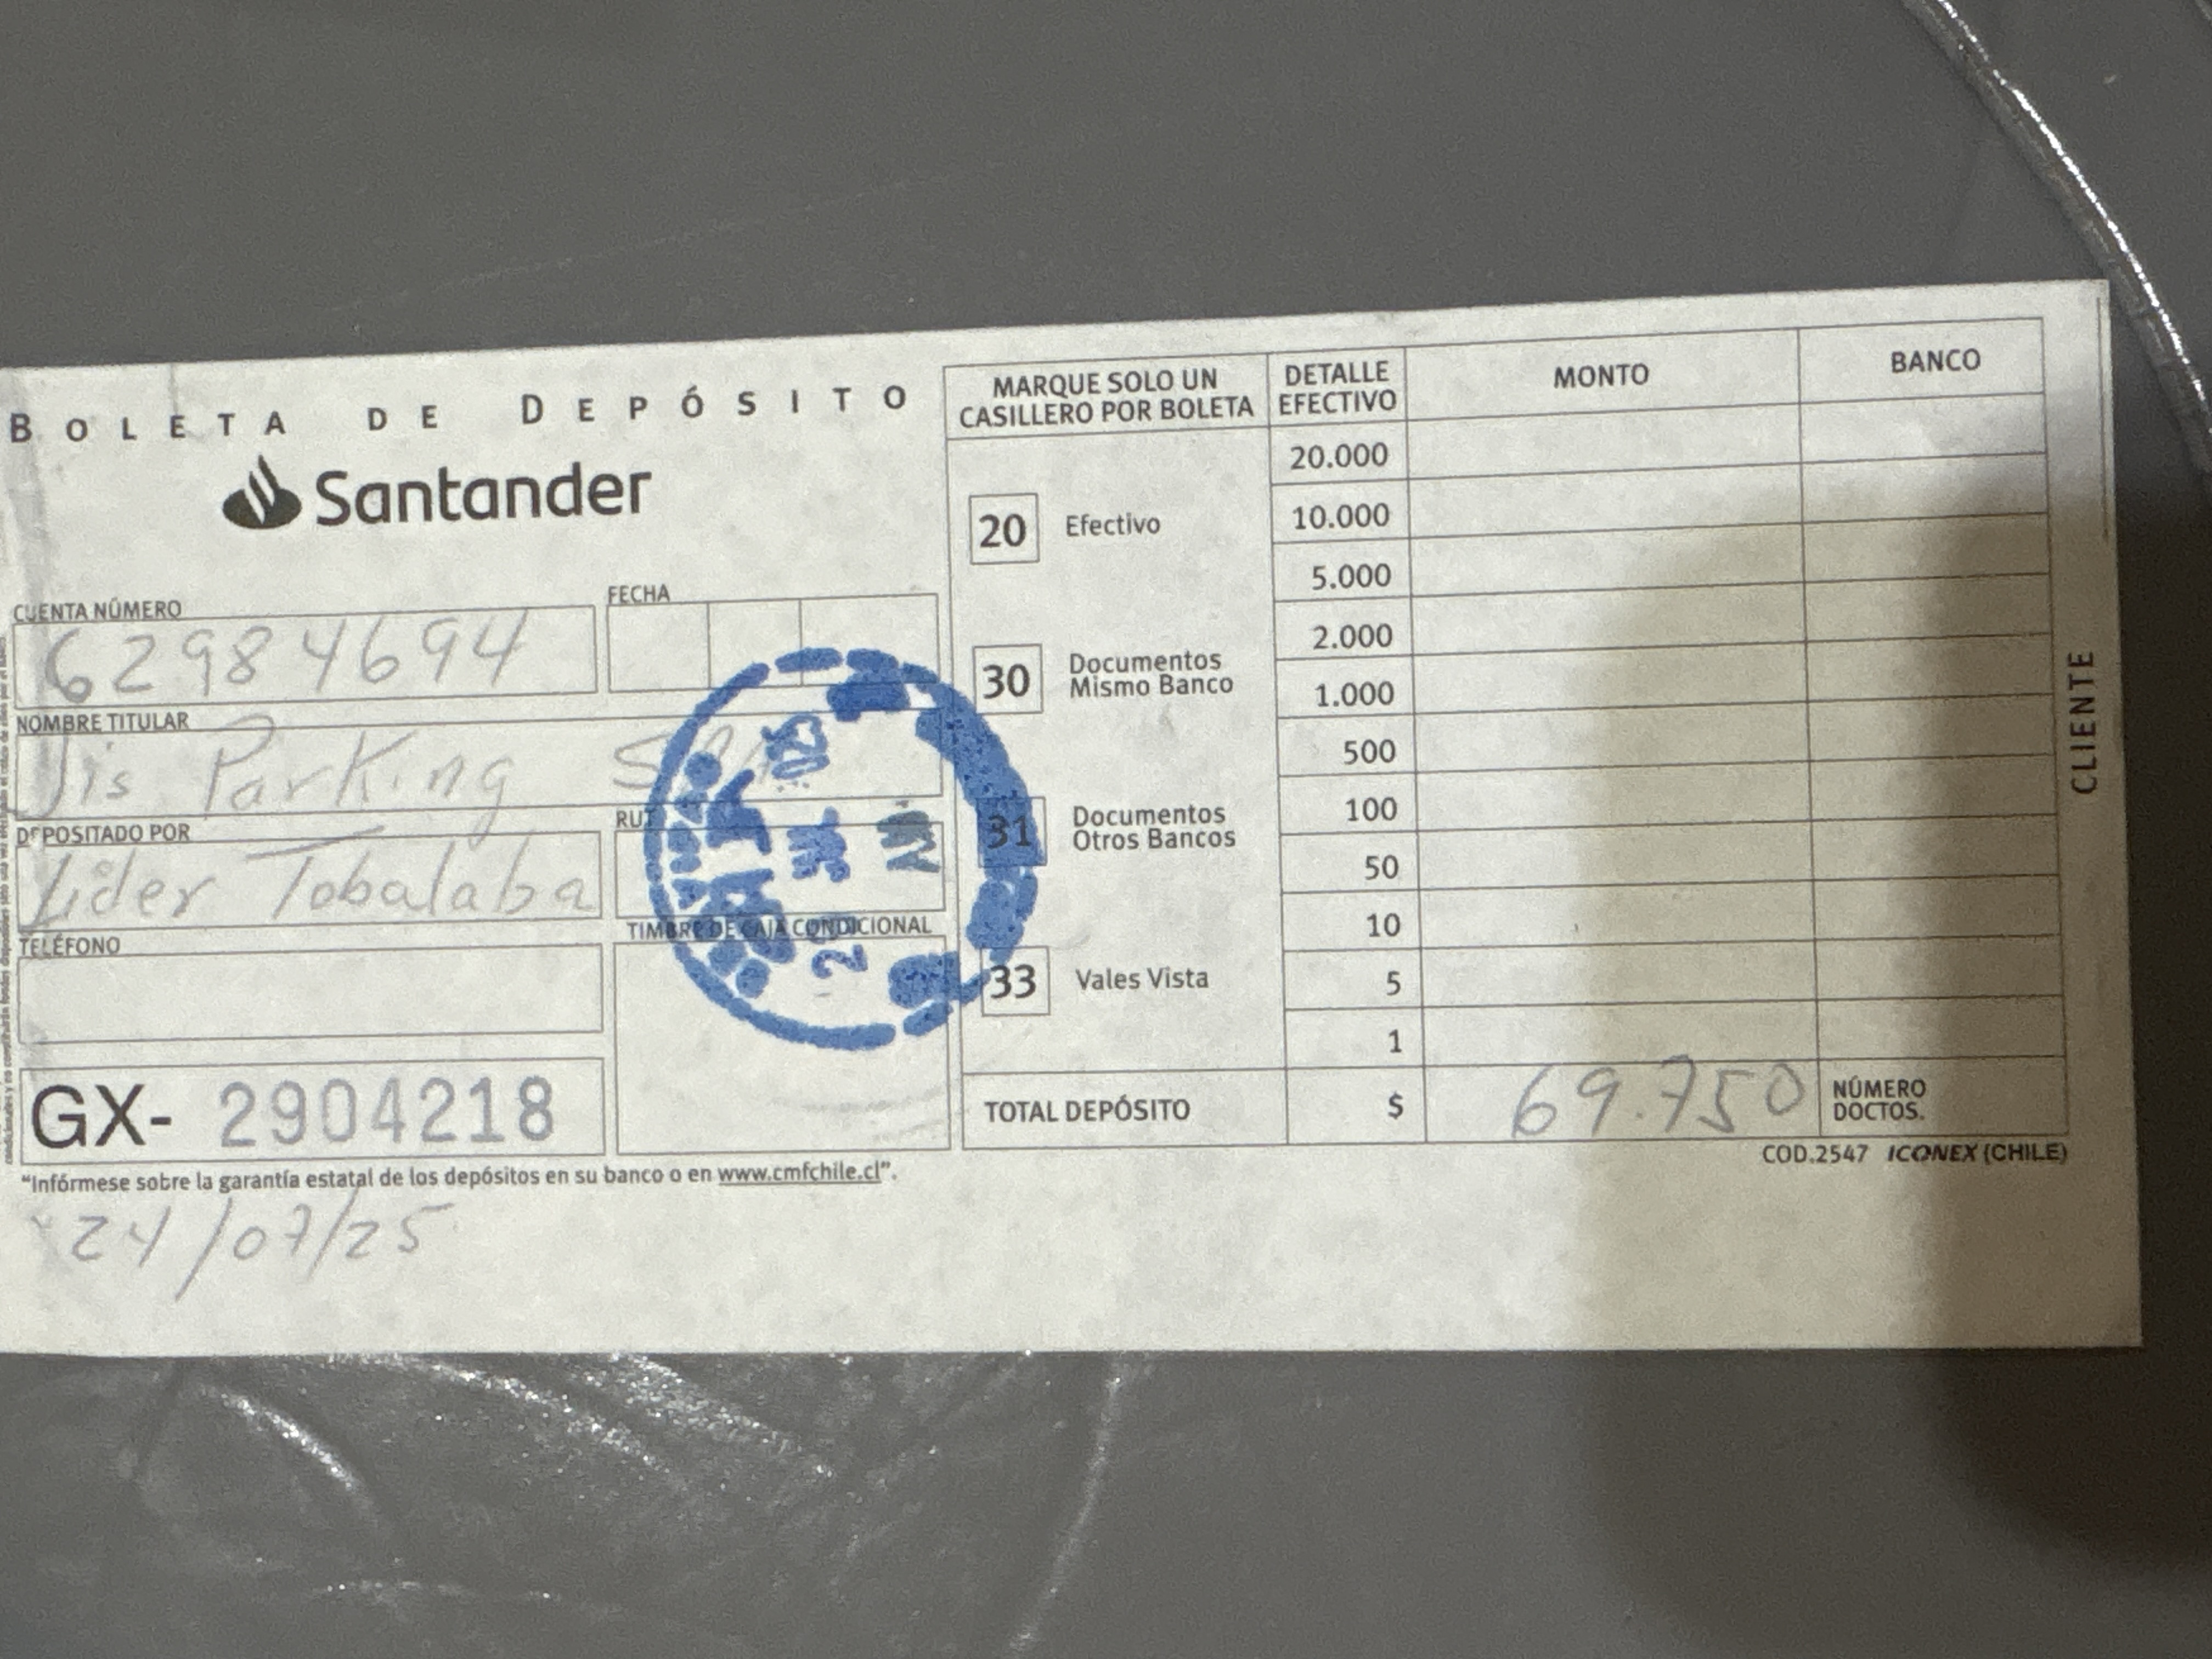 BOLETA DE DEPÓSITO
Santander
CUENTA NÚMERO
62984694
FECHA
NOMBRE TITULAR
Jis Parking
DEPOSITADO POR
Lider Tobalaba
RUT
TELÉFONO
TIMBRE DE CAJA CONDICIONAL
GX- 2904218
"Infórmese sobre la garantía estatal de los depósitos en su banco o en www.cmfchile.cl".
24/07/25
MARQUE SOLO UN
CASILLERO POR BOLETA
20 Efectivo
30 Documentos
Mismo Banco
31 Documentos
Otros Bancos
33 Vales Vista
DETALLE
EFECTIVO
MONTO
BANCO
20.000
10.000
5.000
2.000
1.000
500
100
50
10
5
1
TOTAL DEPÓSITO $ 69.750
NÚMERO
DOCTOS.
COD.2547 ICONEX (CHILE)
CLIENTE